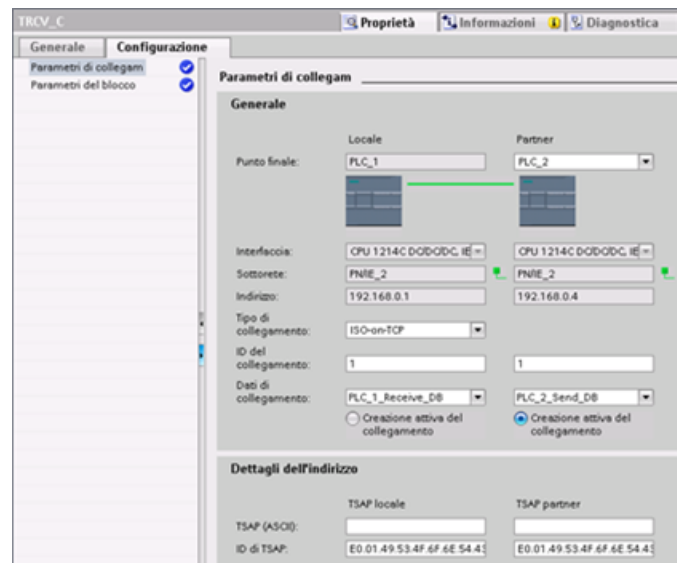 TRCV_C
Proprietà Informazioni Diagnostica
Generale Configurazione
Parametri di collegam
Parametri del blocco
Parametri di collegam
Generale
Locale Partner
Punto finale: PLC_1 PLC_2
Interfaccia: CPU 1214C DC/DC/DC, IE CPU 1214C DC/DC/DC, IE
Sottorete: PN/IE_2 PN/IE_2
Indirizzo: 192.168.0.1 192.168.0.4
Tipo di
collegamento: ISO-on-TCP
ID del
collegamento: 1 1
Dati di
collegamento: PLC_1_Receive_DB PLC_2_Send_DB
Creazione attiva del Creazione attiva del
collegamento collegamento
Dettagli dell'indirizzo
TSAP locale TSAP partner
TSAP (ASCII):
ID di TSAP: E0.01.49.53.4F.6F.6E.54.43 E0.01.49.53.4F.6F.6E.54.43